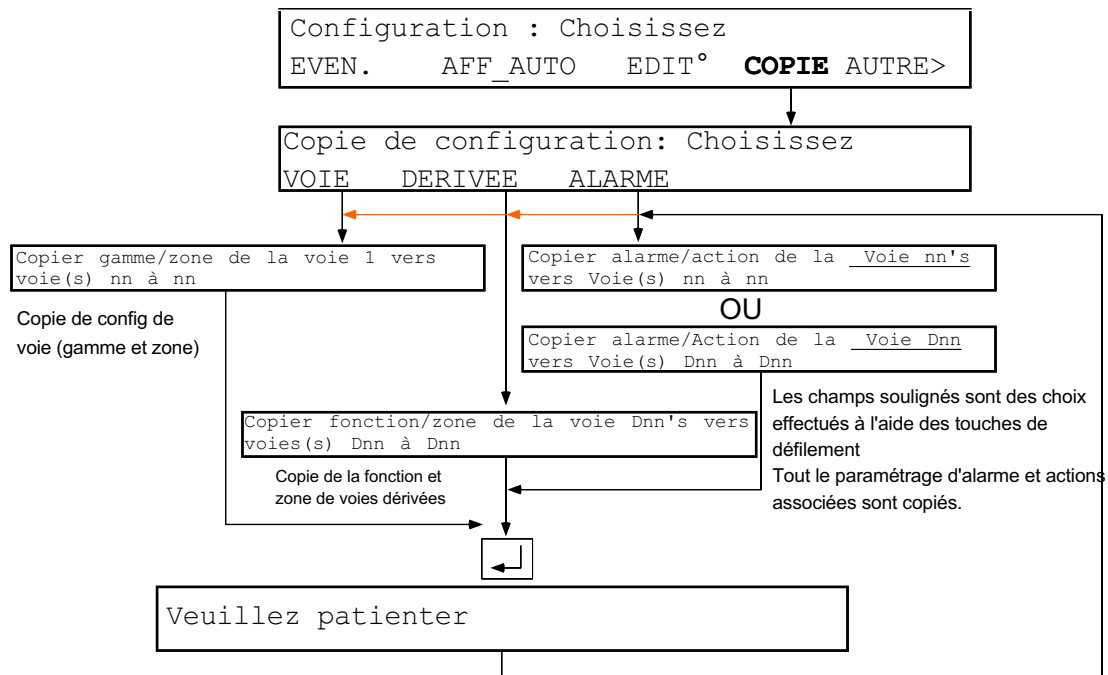 Configuration : Choisissez
EVEN. AFF_AUTO EDIT° COPIE AUTRE>
Copie de configuration: Choisissez
VOIE DERIVEE ALARME
Copier gamme/zone de la voie 1 vers
voie(s) nn à nn
Copie de config de
voie (gamme et zone)
Copier alarme/action de la Voie nn's
vers Voie(s) nn à nn
OU
Copier alarme/Action de la Voie Dnn
vers Voie(s) Dnn à Dnn
Les champs soulignés sont des choix
effectués à l'aide des touches de
défilement
Tout le paramétrage d'alarme et actions
associées sont copiés.
Copier fonction/zone de la voie Dnn's vers
voies(s) Dnn à Dnn
Copie de la fonction et
zone de voies dérivées
Veuillez patienter